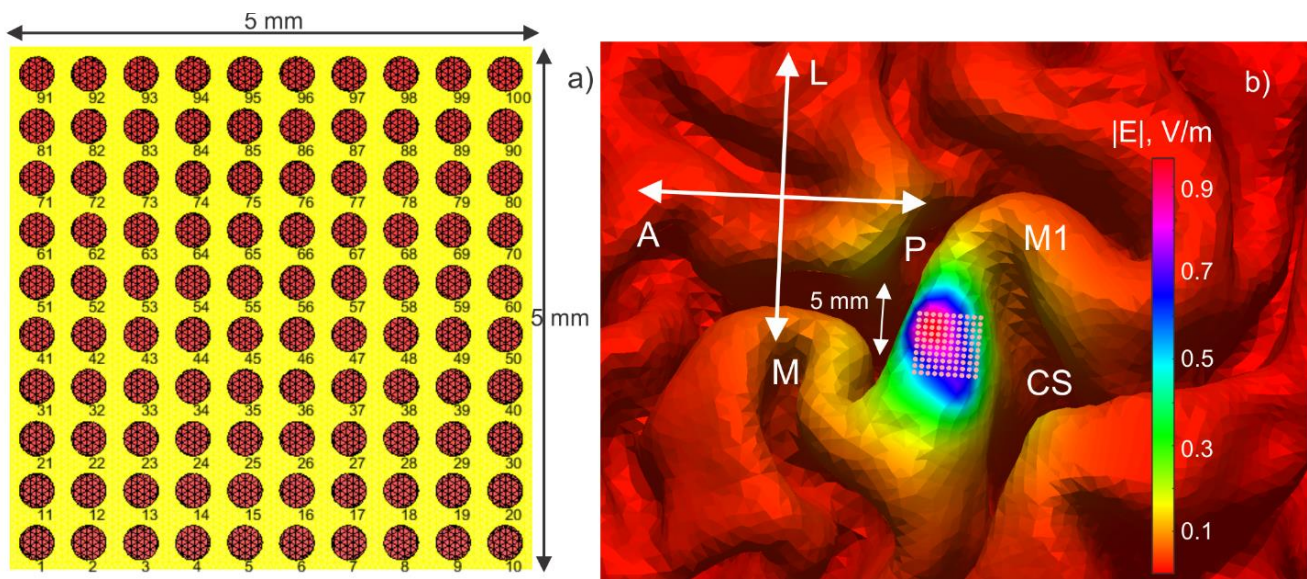 5 mm
a)
91 92 93 94 95 96 97 98 99 100
81 82 83 84 85 86 87 88 89 90
71 72 73 74 75 76 77 78 79 80
61 62 63 64 65 66 67 68 69 70
51 52 53 54 55 56 57 58 59 60
5 mm
41 42 43 44 45 46 47 48 49 50
31 32 33 34 35 36 37 38 39 40
21 22 23 24 25 26 27 28 29 30
11 12 13 14 15 16 17 18 19 20
1 2 3 4 5 6 7 8 9 10
b)
L
|E|, V/m
0.9
A
P
M1
0.7
5 mm
0.5
M
CS
0.3
0.1